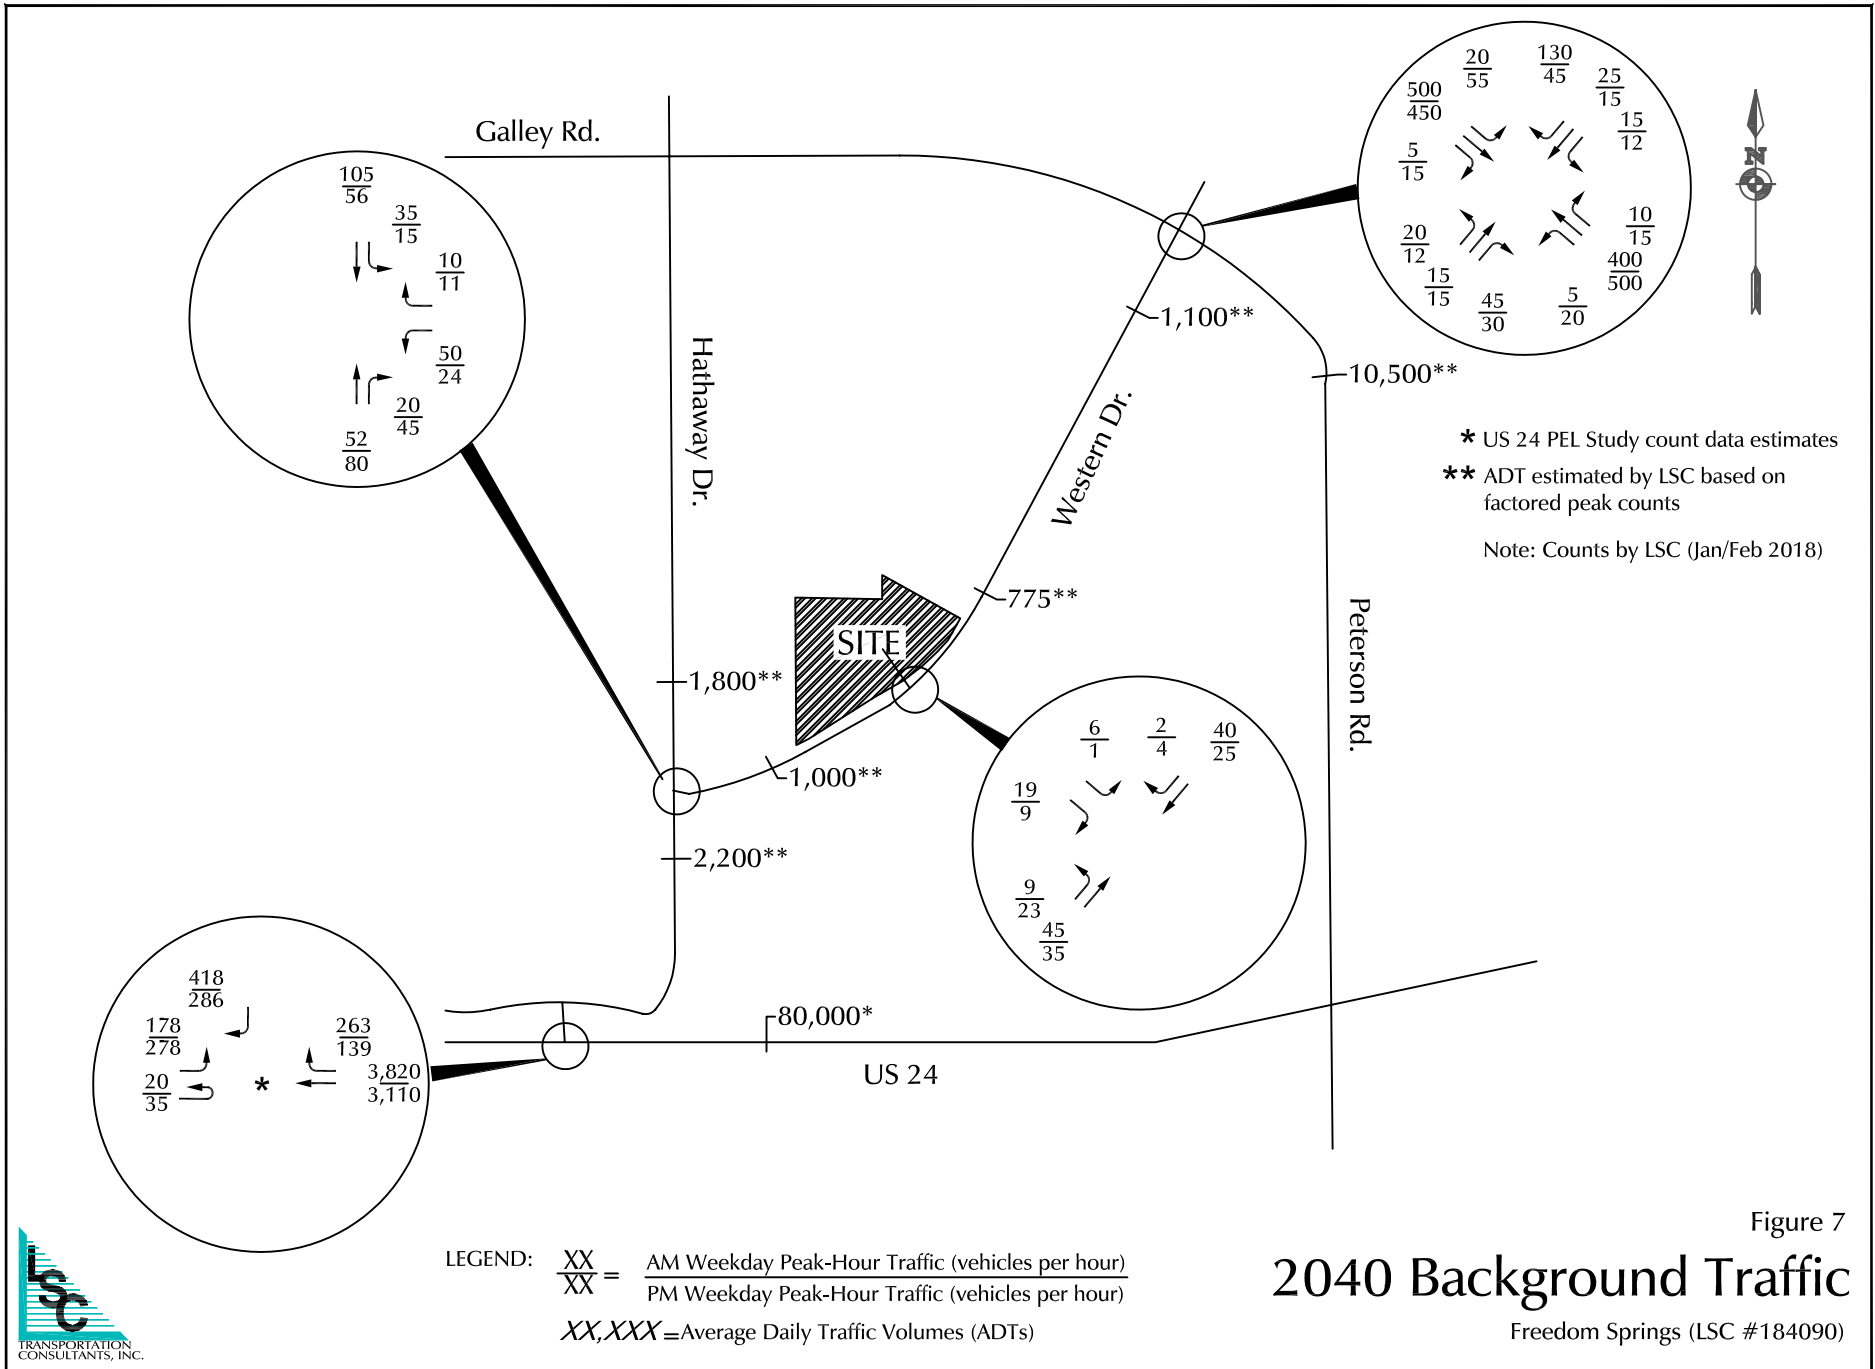 Galley Rd.
Hathaway Dr.
Western Dr.
Peterson Rd.
US 24
SITE
N
105
56
35
15
10
11
50
24
20
45
52
80
20
55
130
45
25
15
500
450
15
12
5
15
10
15
20
12
400
500
15
15
45
30
5
20
1,100**
10,500**
775**
1,800**
1,000**
2,200**
80,000*
* US 24 PEL Study count data estimates
** ADT estimated by LSC based on
factored peak counts
Note: Counts by LSC (Jan/Feb 2018)
6
1
2
4
40
25
19
9
9
23
45
35
418
286
178
278
263
139
20
35
*
3,820
3,110
LEGEND:
XX
XX
=
AM Weekday Peak-Hour Traffic (vehicles per hour)
PM Weekday Peak-Hour Traffic (vehicles per hour)
XX,XXX =Average Daily Traffic Volumes (ADTs)
Figure 7
2040 Background Traffic
Freedom Springs (LSC #184090)
LSC
TRANSPORTATION
CONSULTANTS, INC.